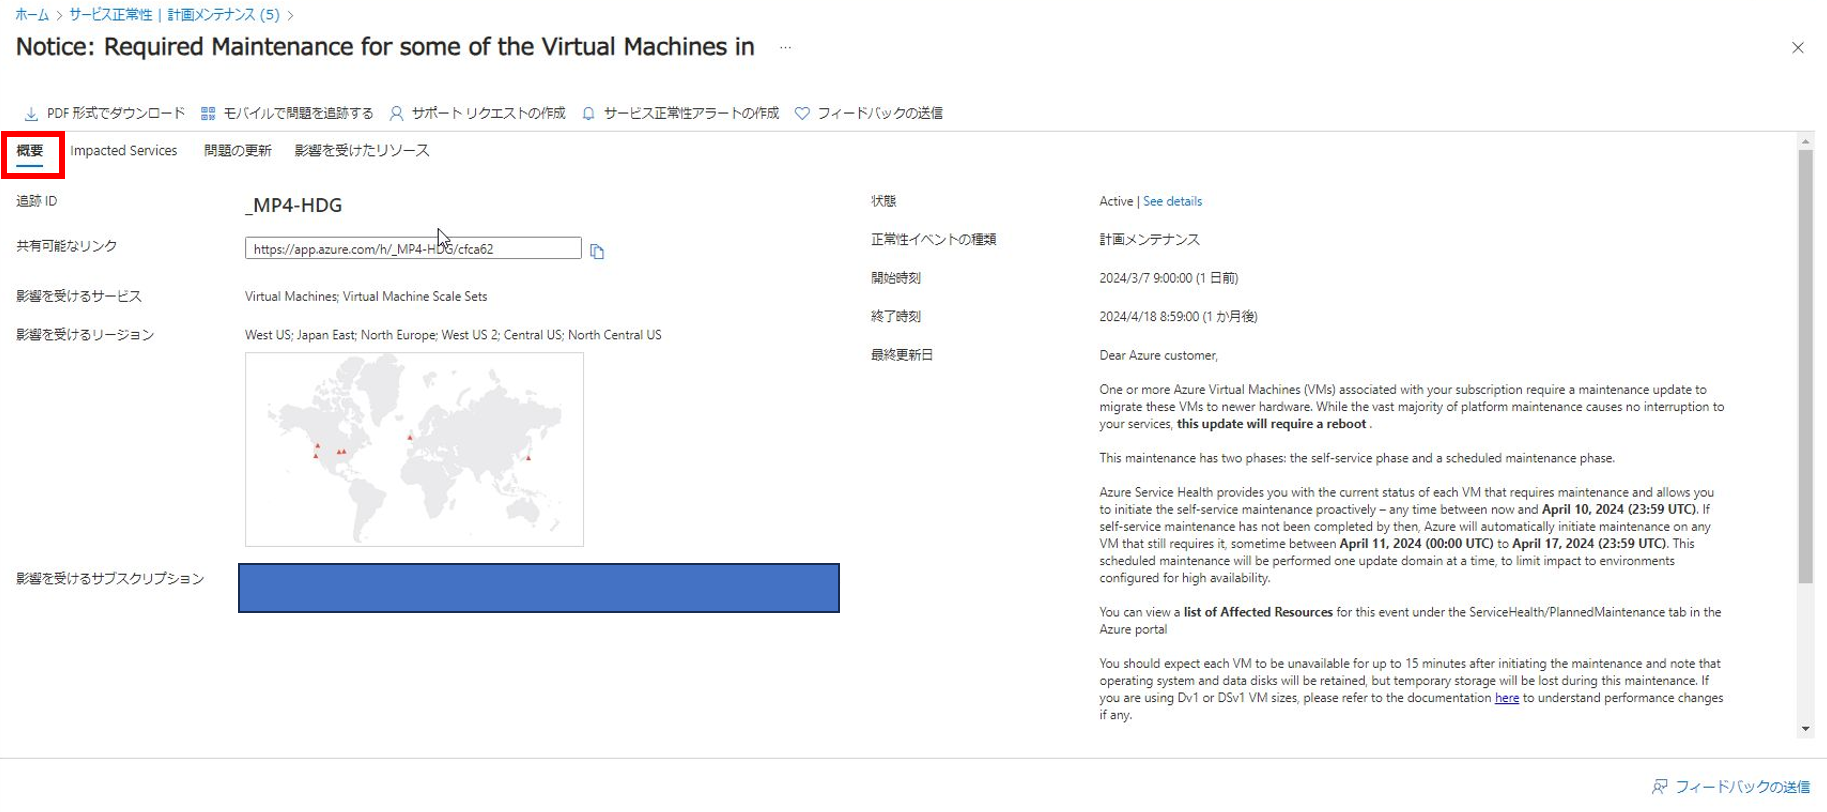 ホーム > サービス正常性 | 計画メンテナンス (5) >
Notice: Required Maintenance for some of the Virtual Machines in ...
PDF 形式でダウンロード モバイルで問題を追跡する サポート リクエストの作成 サービス正常性アラートの作成 フィードバックの送信
概要 Impacted Services 問題の更新 影響を受けたリソース
追跡 ID _MP4-HDG
共有可能なリンク https://app.azure.com/h/_MP4-HDG/cfca62
影響を受けるサービス Virtual Machines; Virtual Machine Scale Sets
影響を受けるリージョン West US; Japan East; North Europe; West US 2; Central US; North Central US
影響を受けるサブスクリプション
状態 Active | See details
正常性イベントの種類 計画メンテナンス
開始時刻 2024/3/7 9:00:00 (1 日前)
終了時刻 2024/4/18 8:59:00 (1 か月後)
最終更新日 Dear Azure customer,
One or more Azure Virtual Machines (VMs) associated with your subscription require a maintenance update to
migrate these VMs to newer hardware. While the vast majority of platform maintenance causes no interruption to
your services, this update will require a reboot .
This maintenance has two phases: the self-service phase and a scheduled maintenance phase.
Azure Service Health provides you with the current status of each VM that requires maintenance and allows you
to initiate the self-service maintenance proactively – any time between now and April 10, 2024 (23:59 UTC). If
self-service maintenance has not been completed by then, Azure will automatically initiate maintenance on any
VM that still requires it, sometime between April 11, 2024 (00:00 UTC) to April 17, 2024 (23:59 UTC). This
scheduled maintenance will be performed one update domain at a time, to limit impact to environments
configured for high availability.
You can view a list of Affected Resources for this event under the ServiceHealth/PlannedMaintenance tab in the
Azure portal
You should expect each VM to be unavailable for up to 15 minutes after initiating the maintenance and note that
operating system and data disks will be retained, but temporary storage will be lost during this maintenance. If
you are using Dv1 or DSv1 VM sizes, please refer to the documentation here to understand performance changes
if any.
フィードバックの送信